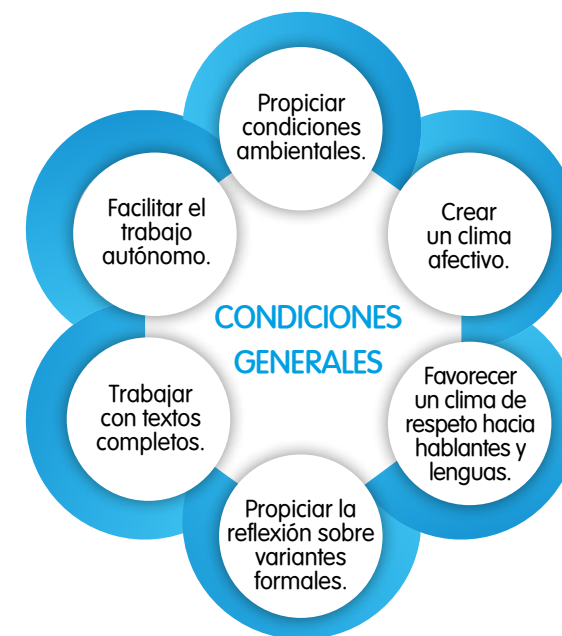 Propiciar
condiciones
ambientales.
Crear
un clima
afectivo.
Favorecer
un clima de
respeto hacia
hablantes y
lenguas.
Propiciar la
reflexión sobre
variantes
formales.
Trabajar
con textos
completos.
Facilitar el
trabajo
autónomo.
CONDICIONES
GENERALES